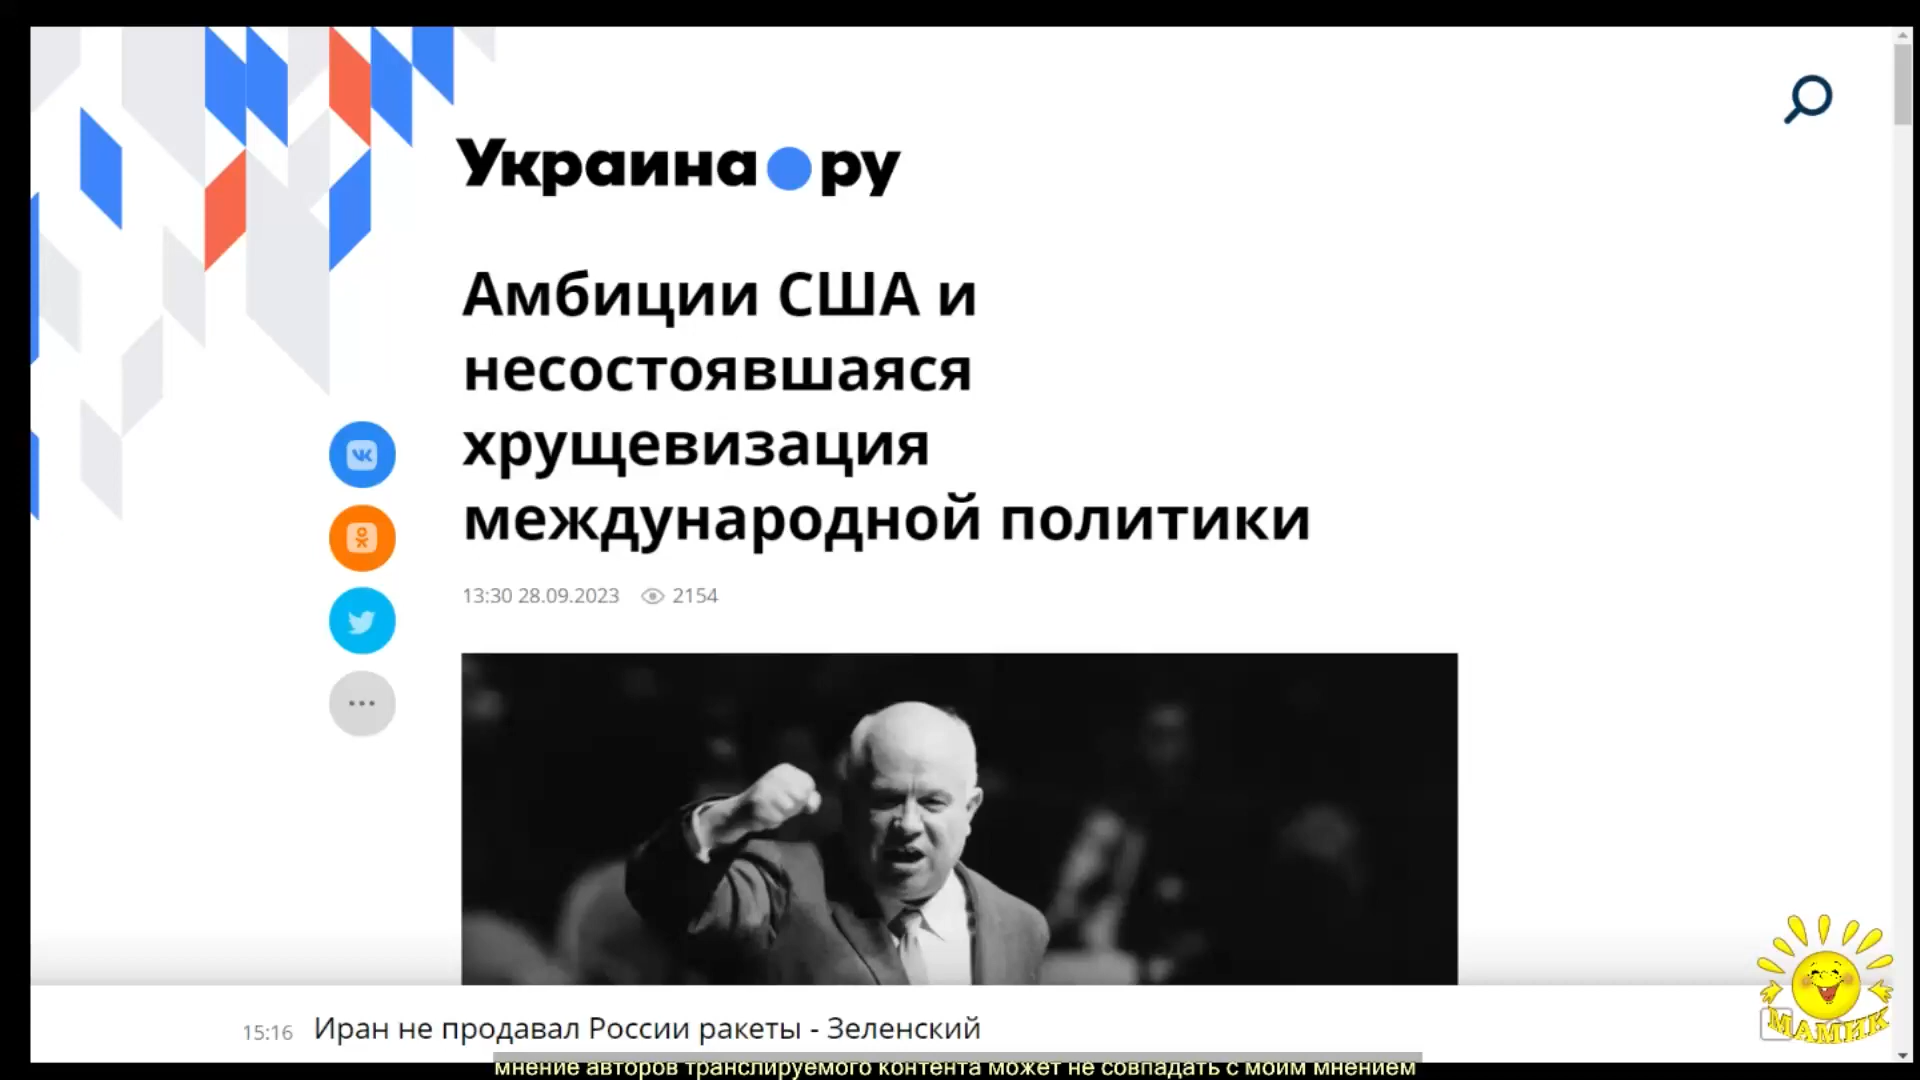 Украина.ру
Амбиции США и
несостоявшаяся
хрущевизация
международной политики
13:30 28.09.2023 2154
15:16 Иран не продавал России ракеты - Зеленский
МАМИК
мнение авторов транслируемого контента может не совпадать с моим мнением